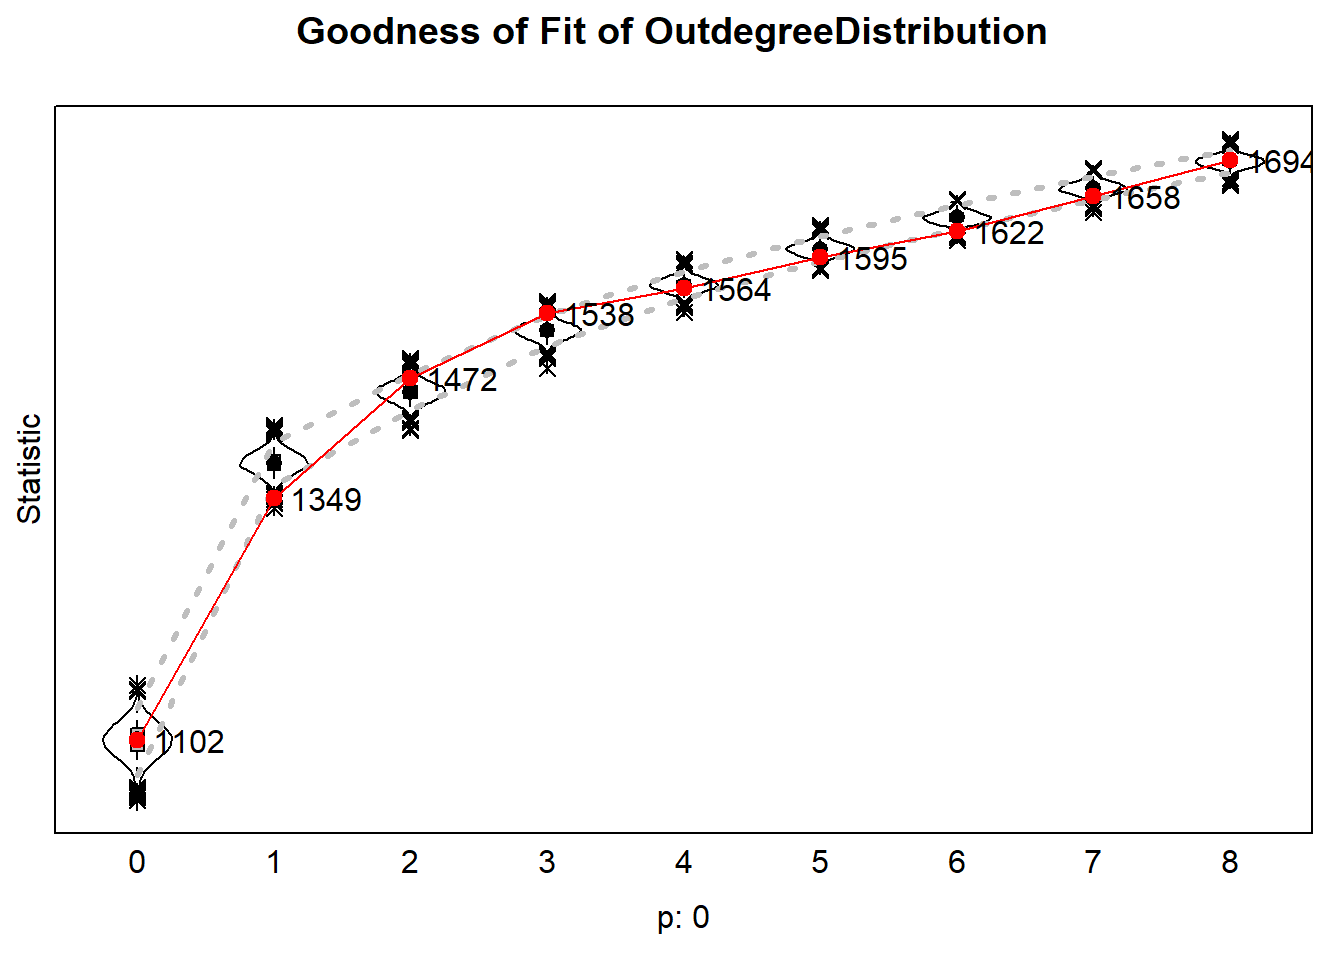 Goodness of Fit of OutdegreeDistribution
Statistic
1102
1349
1472
1538
1564
1595
1622
1658
1694
0 1 2 3 4 5 6 7 8
p: 0